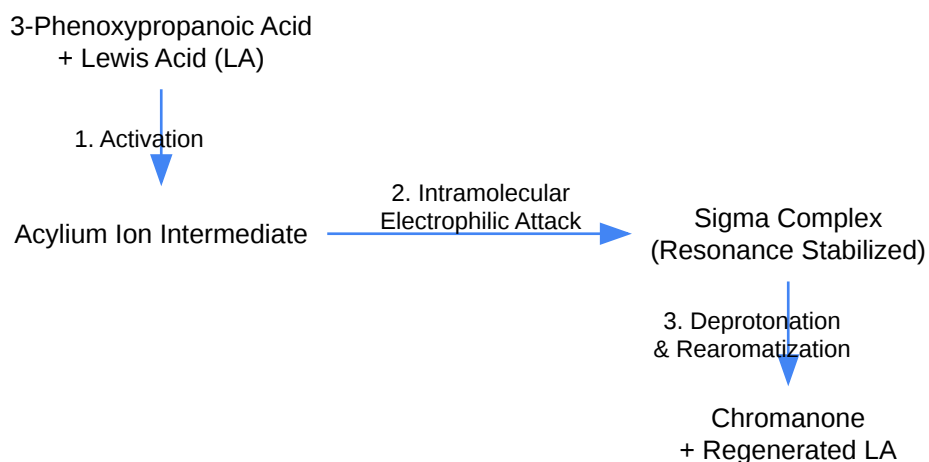 3-Phenoxypropanoic Acid
+ Lewis Acid (LA)
1. Activation
Acylium Ion Intermediate
2. Intramolecular
Electrophilic Attack
Sigma Complex
(Resonance Stabilized)
3. Deprotonation
& Rearomatization
Chromanone
+ Regenerated LA